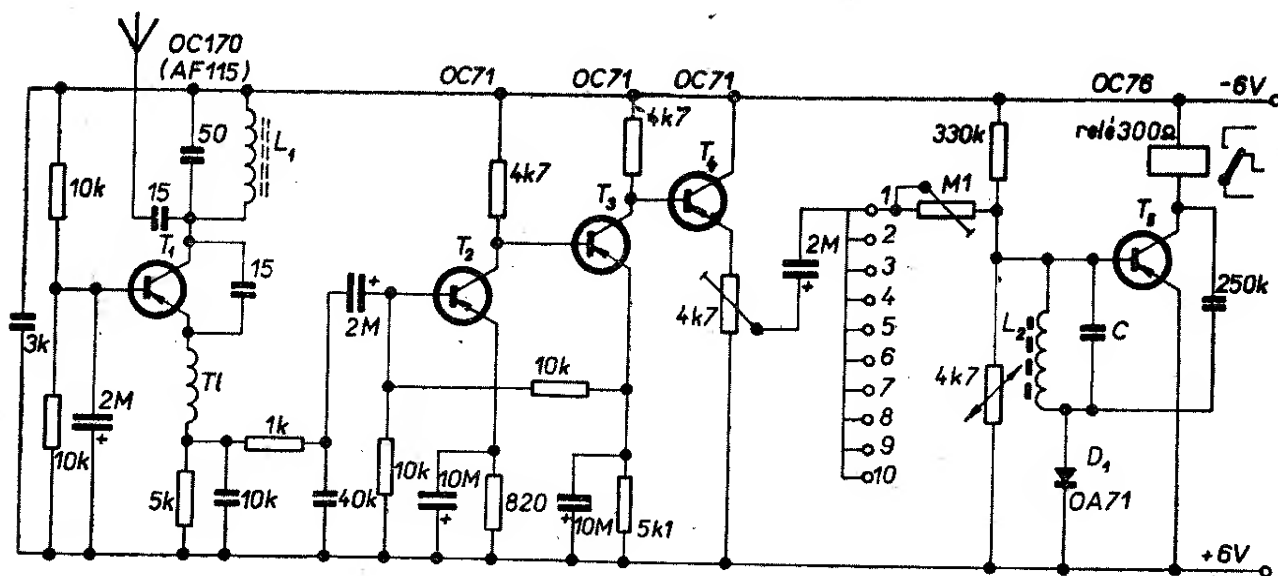 OC170
(AF115)
OC71
OC71
OC71
OC76
-6V
50
L₁
4k7
330k
relé 300Ω
10k
15
4k7
T₄
1
M1
T₁
T₃
2
T₅
15
T₂
2M
3
250k
2M
4k7
4
3k
5
L₂
C
Tl
10k
6
4k7
2M
7
1k
8
10k
10k
10M
9
D₁
5k
10k
40k
820
10M
5k1
10
OA71
+6V
+
+
+
+
+